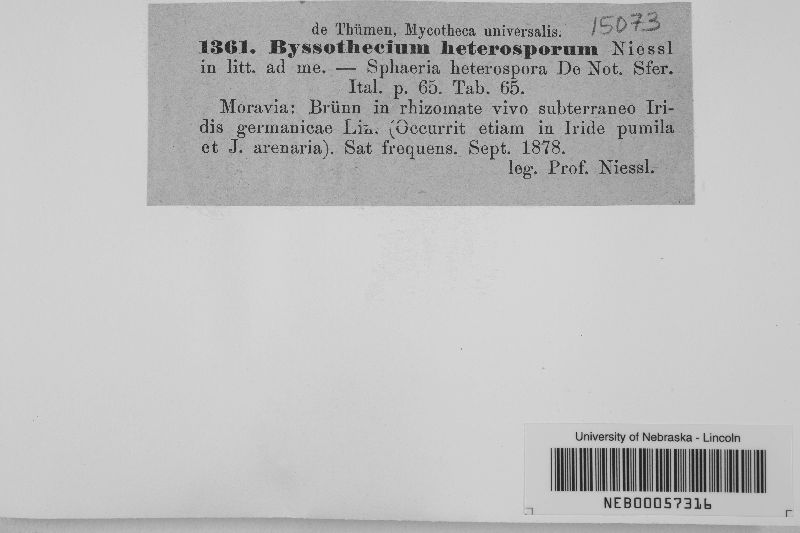 de Thümen, Mycotheca universalis. 15073
1361. Byssothecium heterosporum Niessl
in litt. ad me. — Sphaeria heterospora De Not. Sfer.
Ital. p. 65. Tab. 65.
Moravia: Brünn in rhizomate vivo subterraneo Iri-
dis germanicae Lin. (Occurrit etiam in Iride pumila
et J. arenaria). Sat frequens. Sept. 1878.
leg. Prof. Niessl.
University of Nebraska - Lincoln
NEB00057316